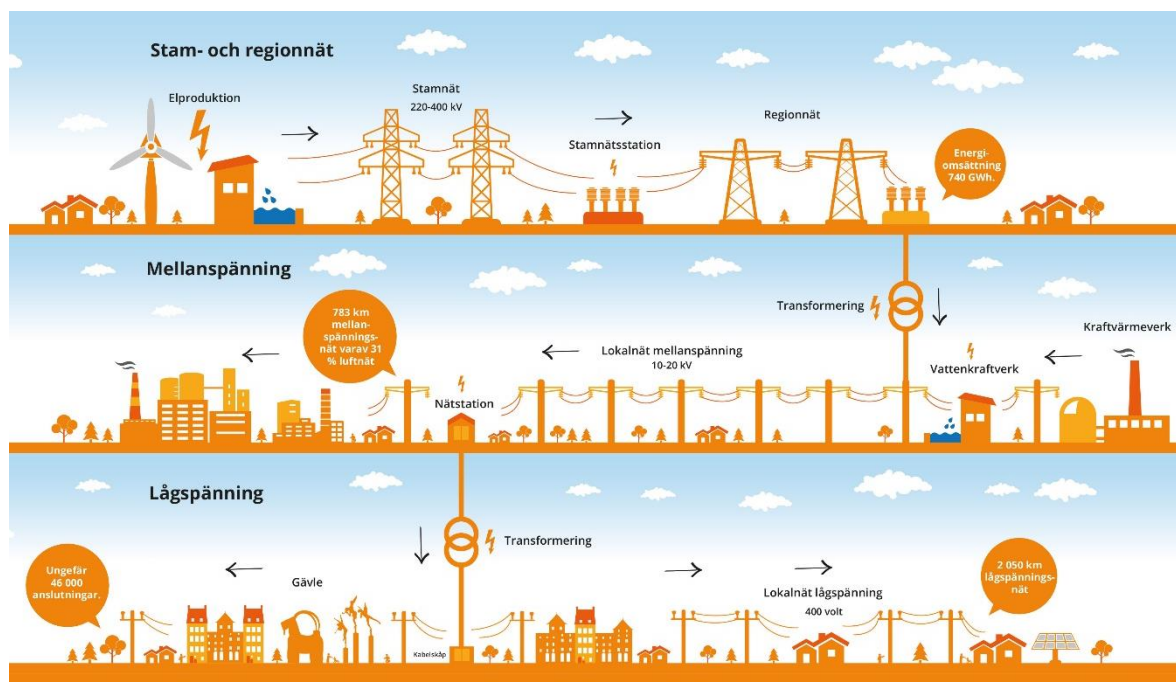 Stam- och regionnät
Elproduktion
Stamnät
220-400 kV
Stamnätsstation
Regionnät
Energi-
omsättning
740 GWh.
Mellanspänning
783 km
mellan-
spännings-
nät varav 31
% luftnät
Nätstation
Lokalnät mellanspänning
10-20 kV
Transformering
Vattenkraftverk
Kraftvärmeverk
Lågspänning
Ungefär
46 000
anslutningar.
Gävle
Transformering
Kabelskåp
Lokalnät lågspänning
400 volt
2 050 km
lågspännings-
nät